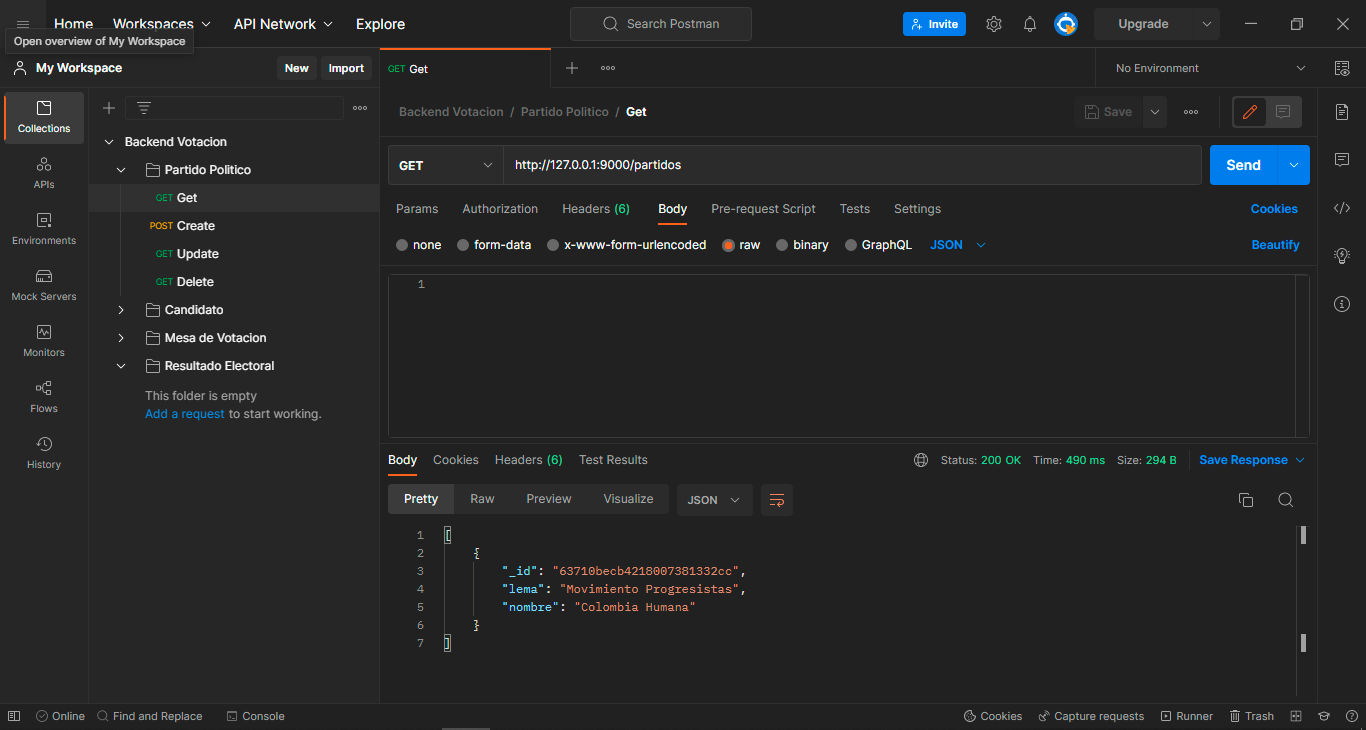 Home Workspaces API Network Explore Search Postman Invite Upgrade
Open overview of My Workspace
My Workspace New Import GET Get No Environment
Collections
APIs
Environments
Mock Servers
Monitors
Flows
History
Backend Votacion
Partido Politico
GET Get
POST Create
GET Update
GET Delete
Candidato
Mesa de Votacion
Resultado Electoral
This folder is empty
Add a request to start working.
Backend Votacion / Partido Politico / Get Save
GET http://127.0.0.1:9000/partidos Send
Params Authorization Headers (6) Body Pre-request Script Tests Settings Cookies
none form-data x-www-form-urlencoded raw binary GraphQL JSON Beautify
1
Body Cookies Headers (6) Test Results Status: 200 OK Time: 490 ms Size: 294 B Save Response
Pretty Raw Preview Visualize JSON
1 [
2 {
3 "_id": "63710becb4218007381332cc",
4 "lema": "Movimiento Progresistas",
5 "nombre": "Colombia Humana"
6 }
7 ]
Online Find and Replace Console Cookies Capture requests Runner Trash